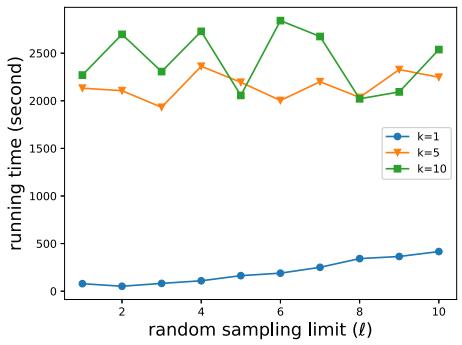 running time (second)
2500
2000
1500
1000
500
0
k=1
k=5
k=10
2 4 6 8 10
random sampling limit (ℓ)